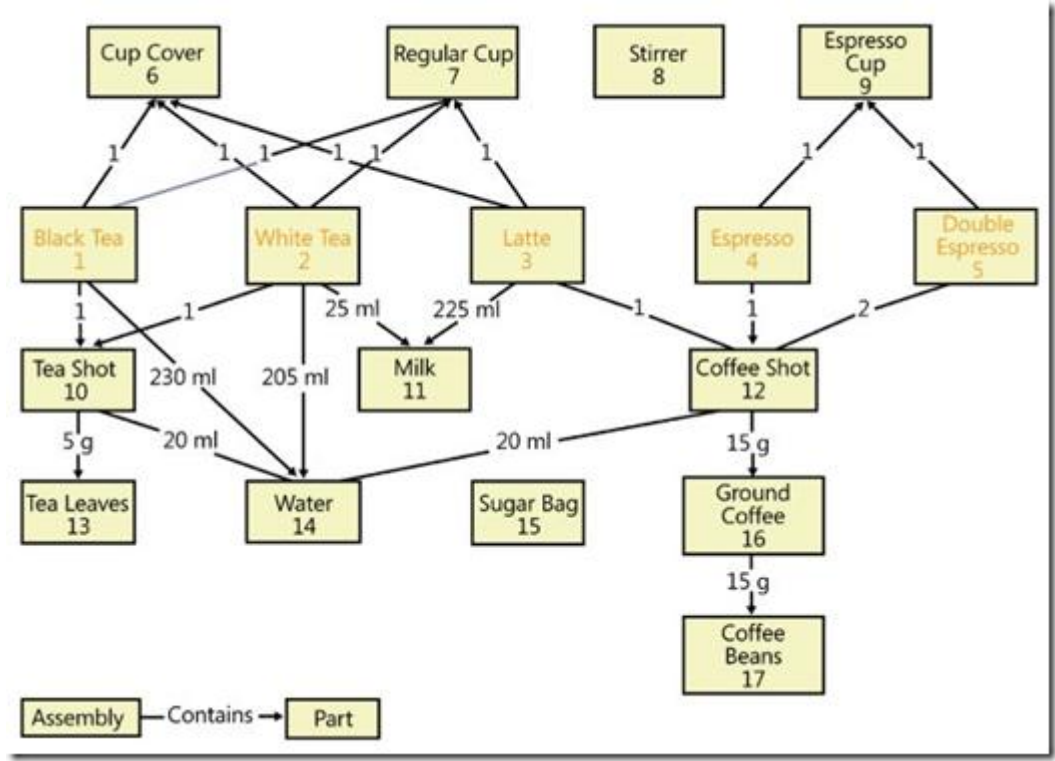 Cup Cover
6
Regular Cup
7
Stirrer
8
Espresso
Cup
9
1
1
1
1
1
1
1
1
Black Tea
1
White Tea
2
Latte
3
Espresso
4
Double
Espresso
5
1
1
25 ml
225 ml
1
1
2
Tea Shot
10
230 ml
205 ml
Milk
11
Coffee Shot
12
5 g
20 ml
20 ml
15 g
Tea Leaves
13
Water
14
Sugar Bag
15
Ground
Coffee
16
15 g
Coffee
Beans
17
Assembly
Contains
Part